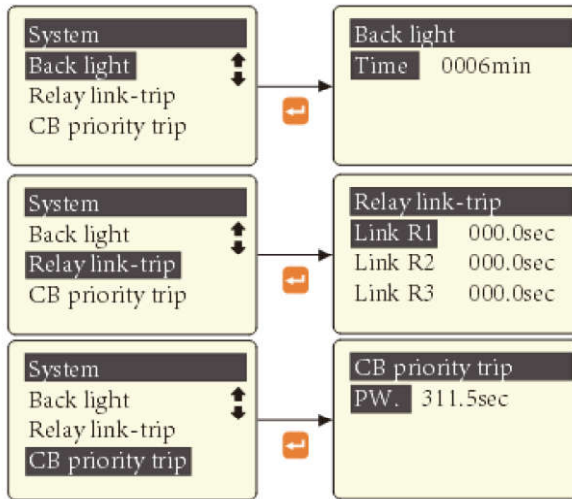 System
Back light
Relay link-trip
CB priority trip
Back light
Time 0006min
System
Back light
Relay link-trip
CB priority trip
Relay link-trip
Link R1 000.0sec
Link R2 000.0sec
Link R3 000.0sec
System
Back light
Relay link-trip
CB priority trip
CB priority trip
PW. 311.5sec